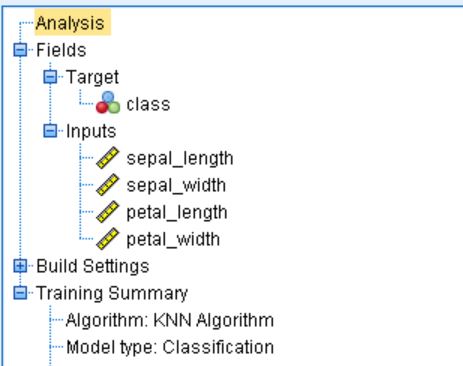 Analysis
Fields
Target
class
Inputs
sepal_length
sepal_width
petal_length
petal_width
Build Settings
Training Summary
Algorithm: KNN Algorithm
Model type: Classification